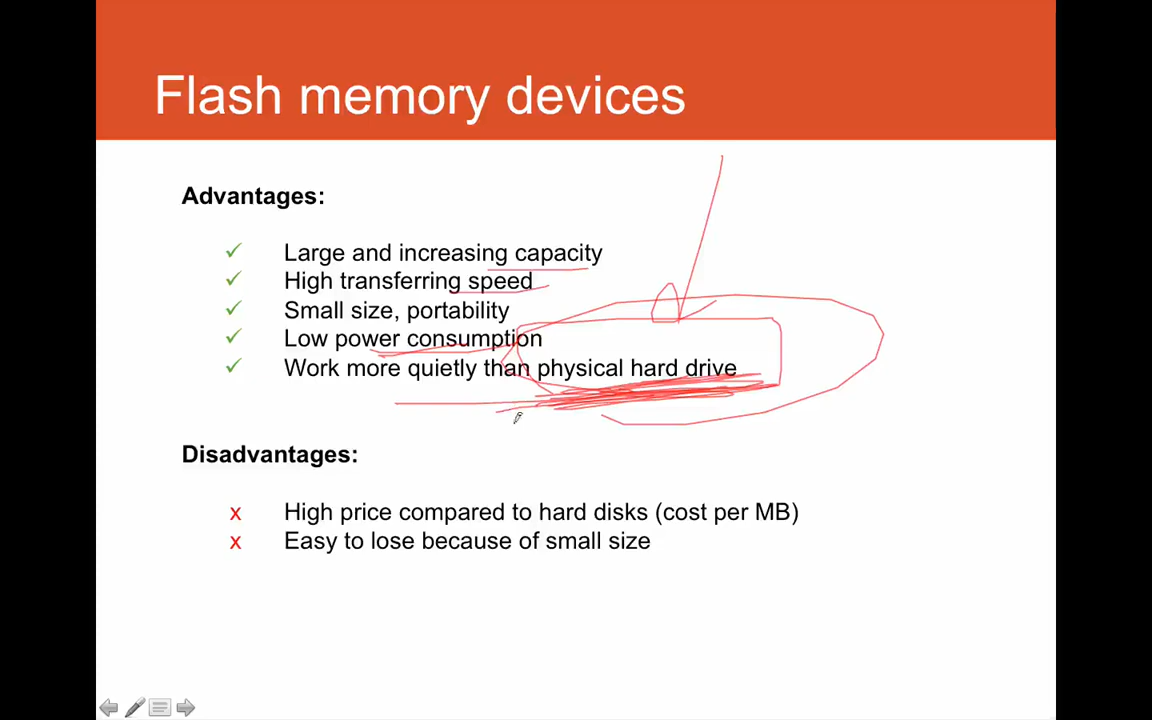 Flash memory devices
Advantages:
✓ Large and increasing capacity
✓ High transferring speed
✓ Small size, portability
✓ Low power consumption
✓ Work more quietly than physical hard drive
Disadvantages:
x High price compared to hard disks (cost per MB)
x Easy to lose because of small size